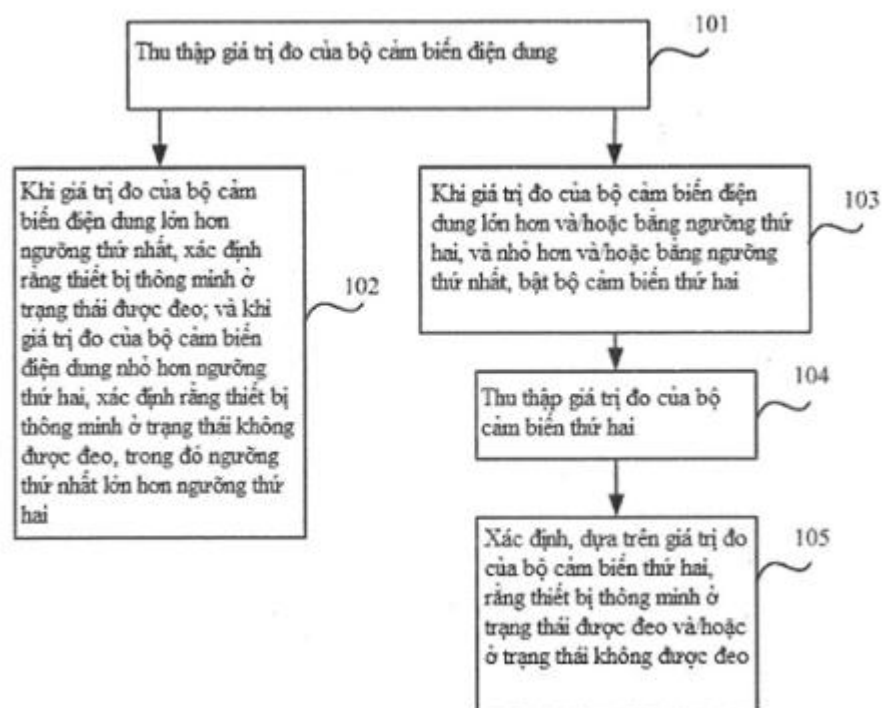 101
Thu thập giá trị đo của bộ cảm biến điện dung
Khi giá trị đo của bộ cảm
biến điện dung lớn hơn
ngưỡng thứ nhất, xác định
rằng thiết bị thông minh ở
trạng thái được đeo; và khi
giá trị đo của bộ cảm biến
điện dung nhỏ hơn ngưỡng
thứ hai, xác định rằng thiết bị
thông minh ở trạng thái không
được đeo, trong đó ngưỡng
thứ nhất lớn hơn ngưỡng thứ
hai
102
Khi giá trị đo của bộ cảm biến điện
dung lớn hơn và/hoặc bằng ngưỡng thứ
hai, và nhỏ hơn và/hoặc bằng ngưỡng
thứ nhất, bật bộ cảm biến thứ hai
103
Thu thập giá trị đo của bộ
cảm biến thứ hai
104
Xác định, dựa trên giá trị đo
của bộ cảm biến thứ hai,
rằng thiết bị thông minh ở
trạng thái được đeo và/hoặc
ở trạng thái không được đeo
105